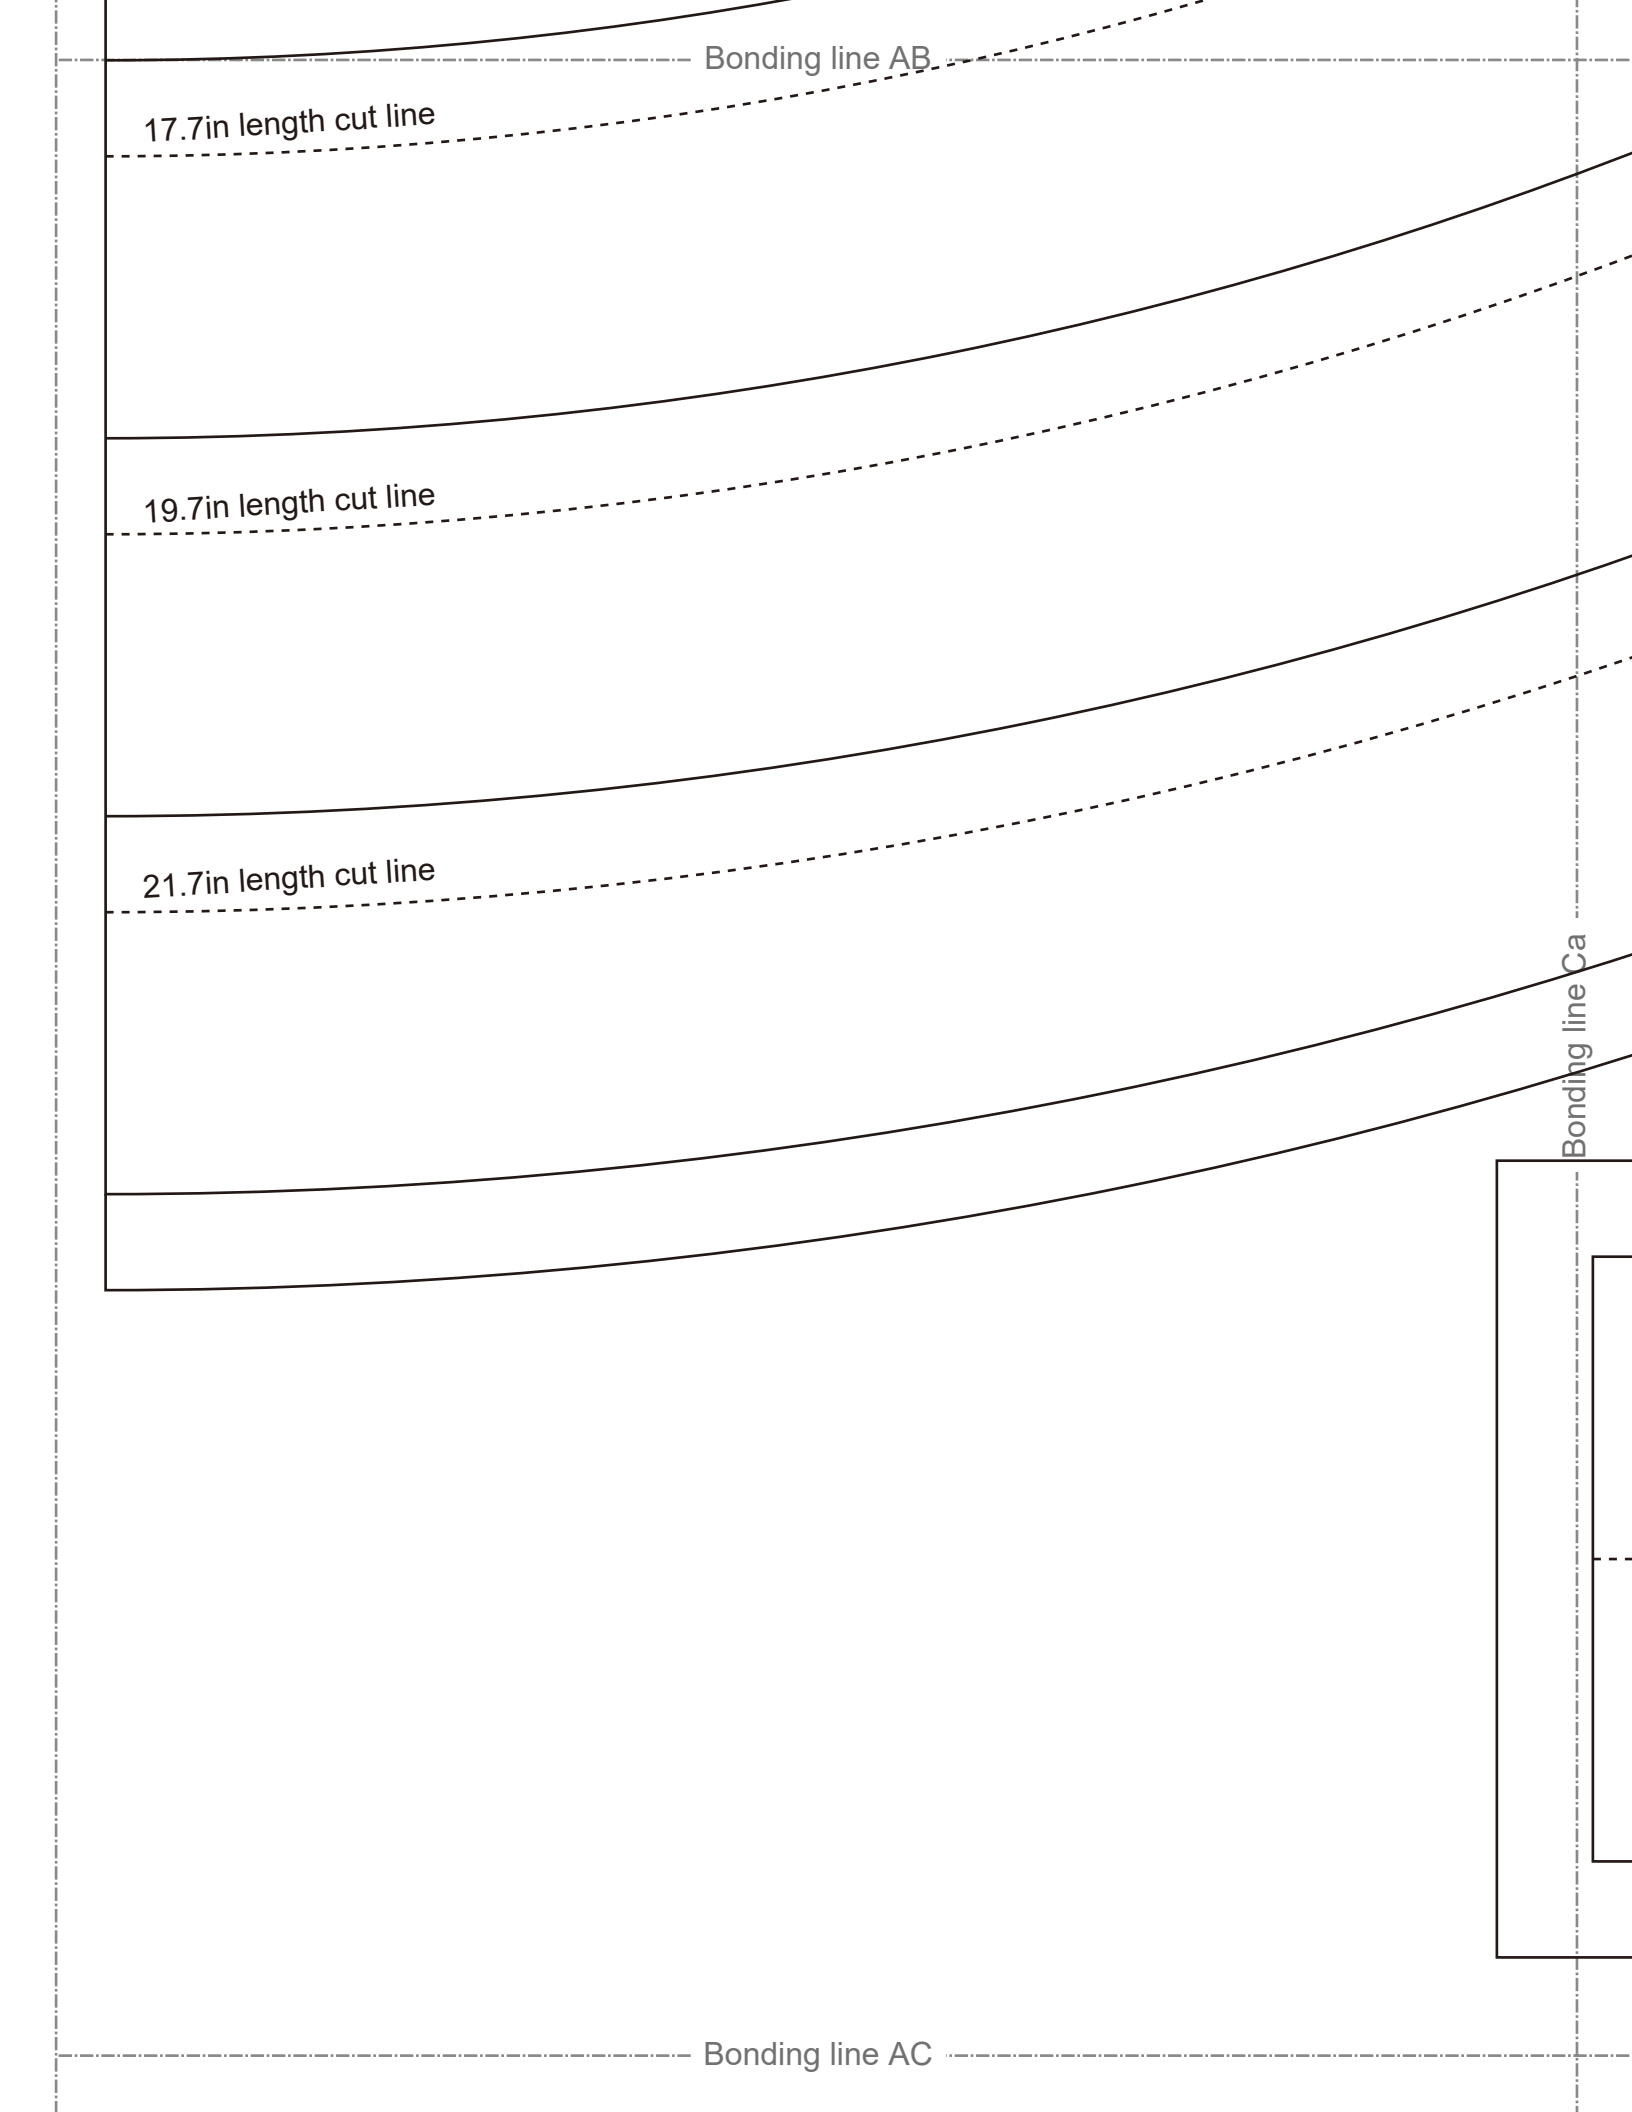 Bonding line AB
17.7in length cut line
19.7in length cut line
21.7in length cut line
Bonding line Ca
Bonding line AC